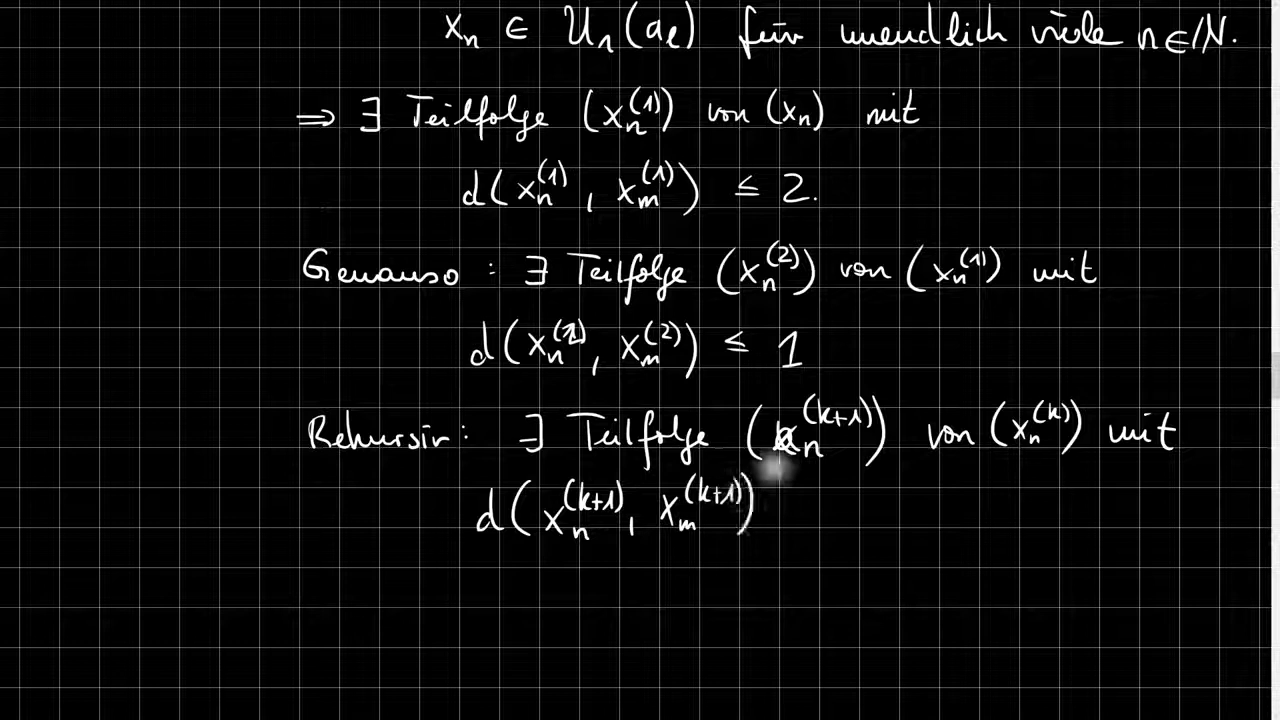 xₙ ∈ Uₙ(aₗ) für unendlich viele n ∈ ℕ.
⇒ ∃ Teilfolge (xₙ⁽¹⁾) von (xₙ) mit
d(xₙ⁽¹⁾, xₘ⁽¹⁾) ≤ 2.
Genauso: ∃ Teilfolge (xₙ⁽²⁾) von (xₙ⁽¹⁾) mit
d(xₙ⁽²⁾, xₘ⁽²⁾) ≤ 1
Rekursiv: ∃ Teilfolge (xₙ⁽ᵏ⁺¹⁾) von (xₙ⁽ᵏ⁾) mit
d(xₙ⁽ᵏ⁺¹⁾, xₘ⁽ᵏ⁺¹⁾)